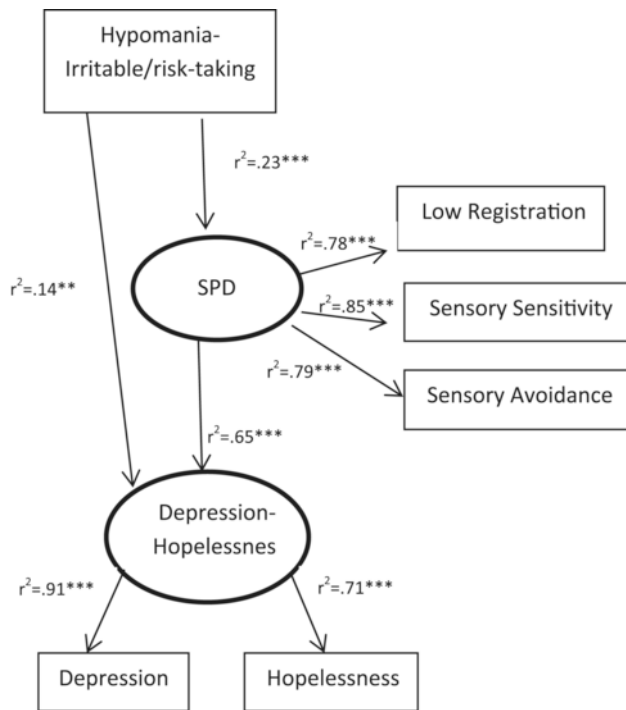 Hypomania-
Irritable/risk-taking
r²=.23***
Low Registration
r²=.78***
r²=.14**
SPD
r²=.85***
Sensory Sensitivity
r²=.79***
Sensory Avoidance
r²=.65***
Depression-
Hopelessnes
r²=.91***
r²=.71***
Depression
Hopelessness